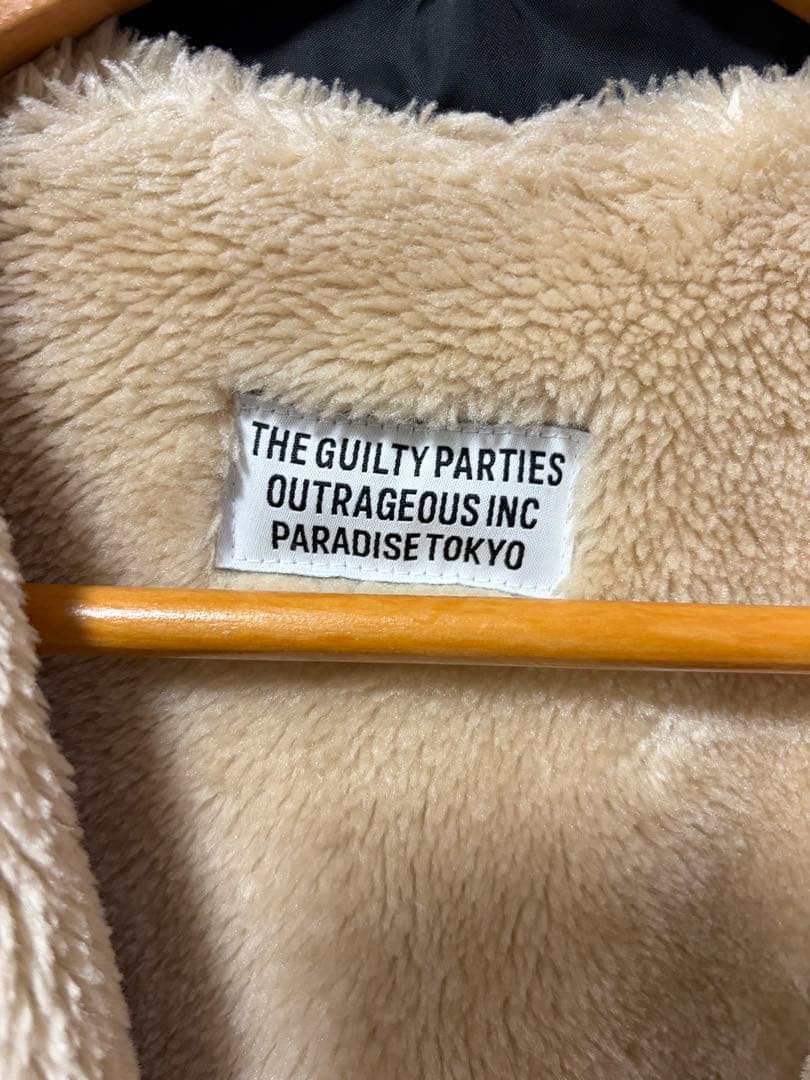 THE GUILTY PARTIES
OUTRAGEOUS INC
PARADISE TOKYO